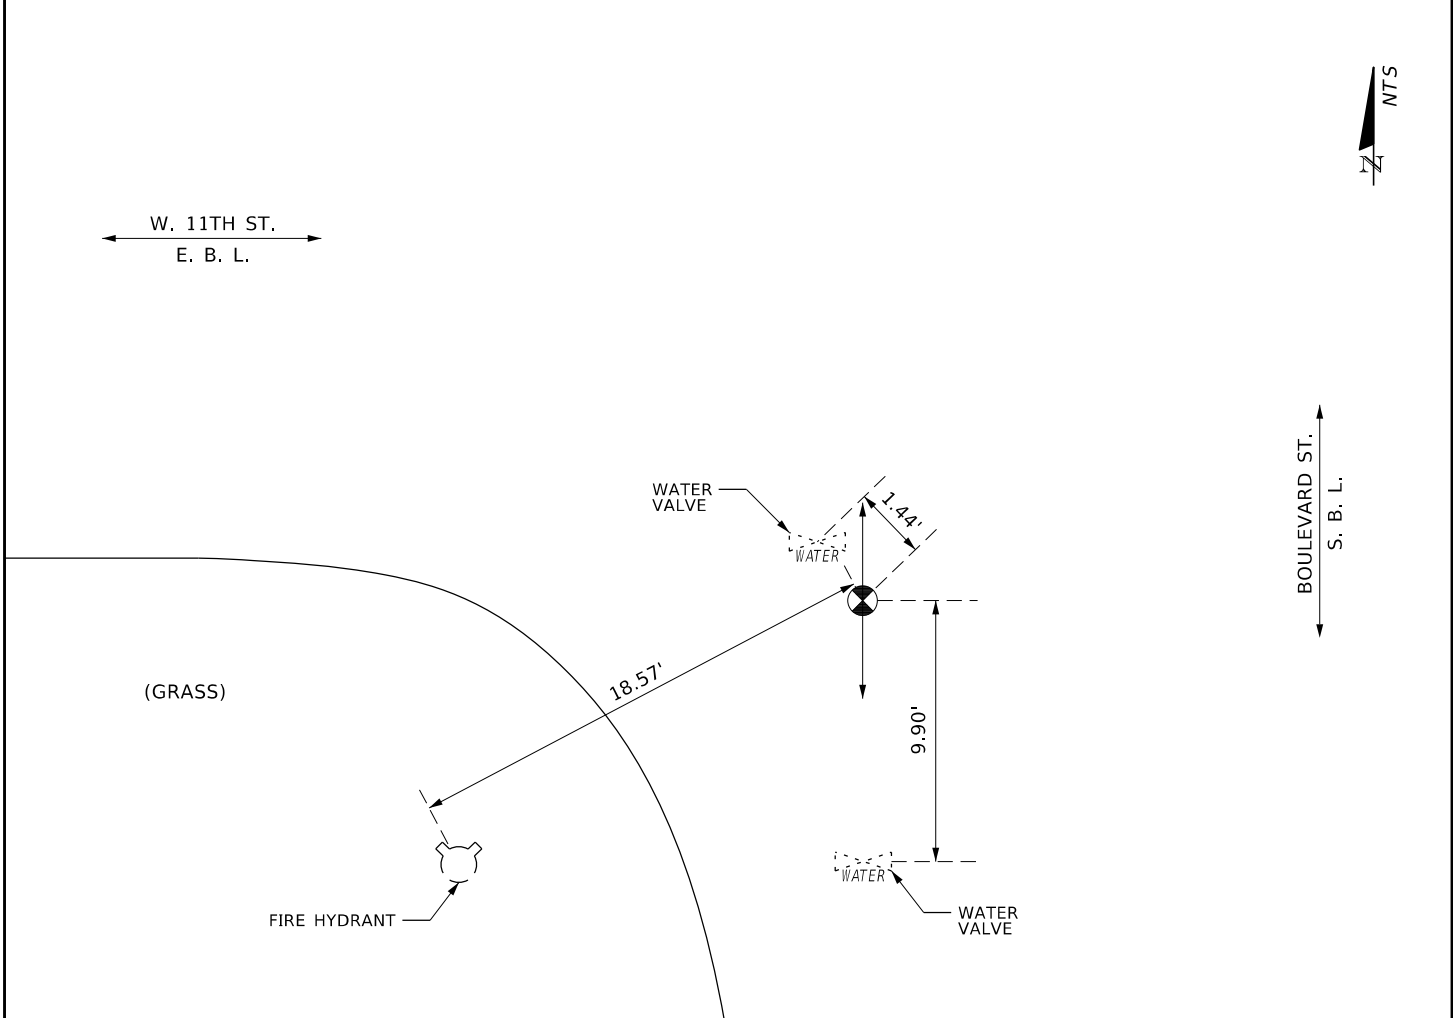 NTS
N
W. 11TH ST.
E. B. L.
BOULEVARD ST.
S. B. L.
WATER
VALVE
1.44'
WATER
18.57'
(GRASS)
9.90'
WATER
FIRE HYDRANT
WATER
VALVE